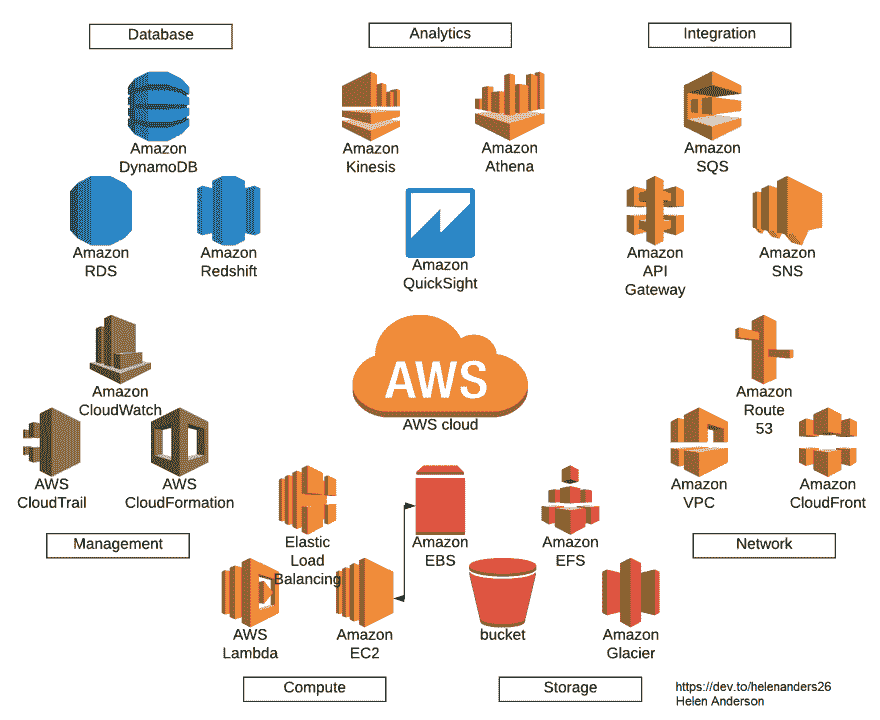 Database
Analytics
Integration
Amazon
DynamoDB
Amazon
Kinesis
Amazon
Athena
Amazon
SQS
Amazon
RDS
Amazon
Redshift
Amazon
QuickSight
Amazon
API
Gateway
Amazon
SNS
Amazon
CloudWatch
AWS
AWS cloud
Amazon
Route
53
AWS
CloudTrail
AWS
CloudFormation
Amazon
VPC
Amazon
CloudFront
Management
Elastic
Load
Balancing
Amazon
EBS
Amazon
EFS
Network
AWS
Lambda
Amazon
EC2
bucket
Amazon
Glacier
Compute
Storage
https://dev.to/helenanders26
Helen Anderson